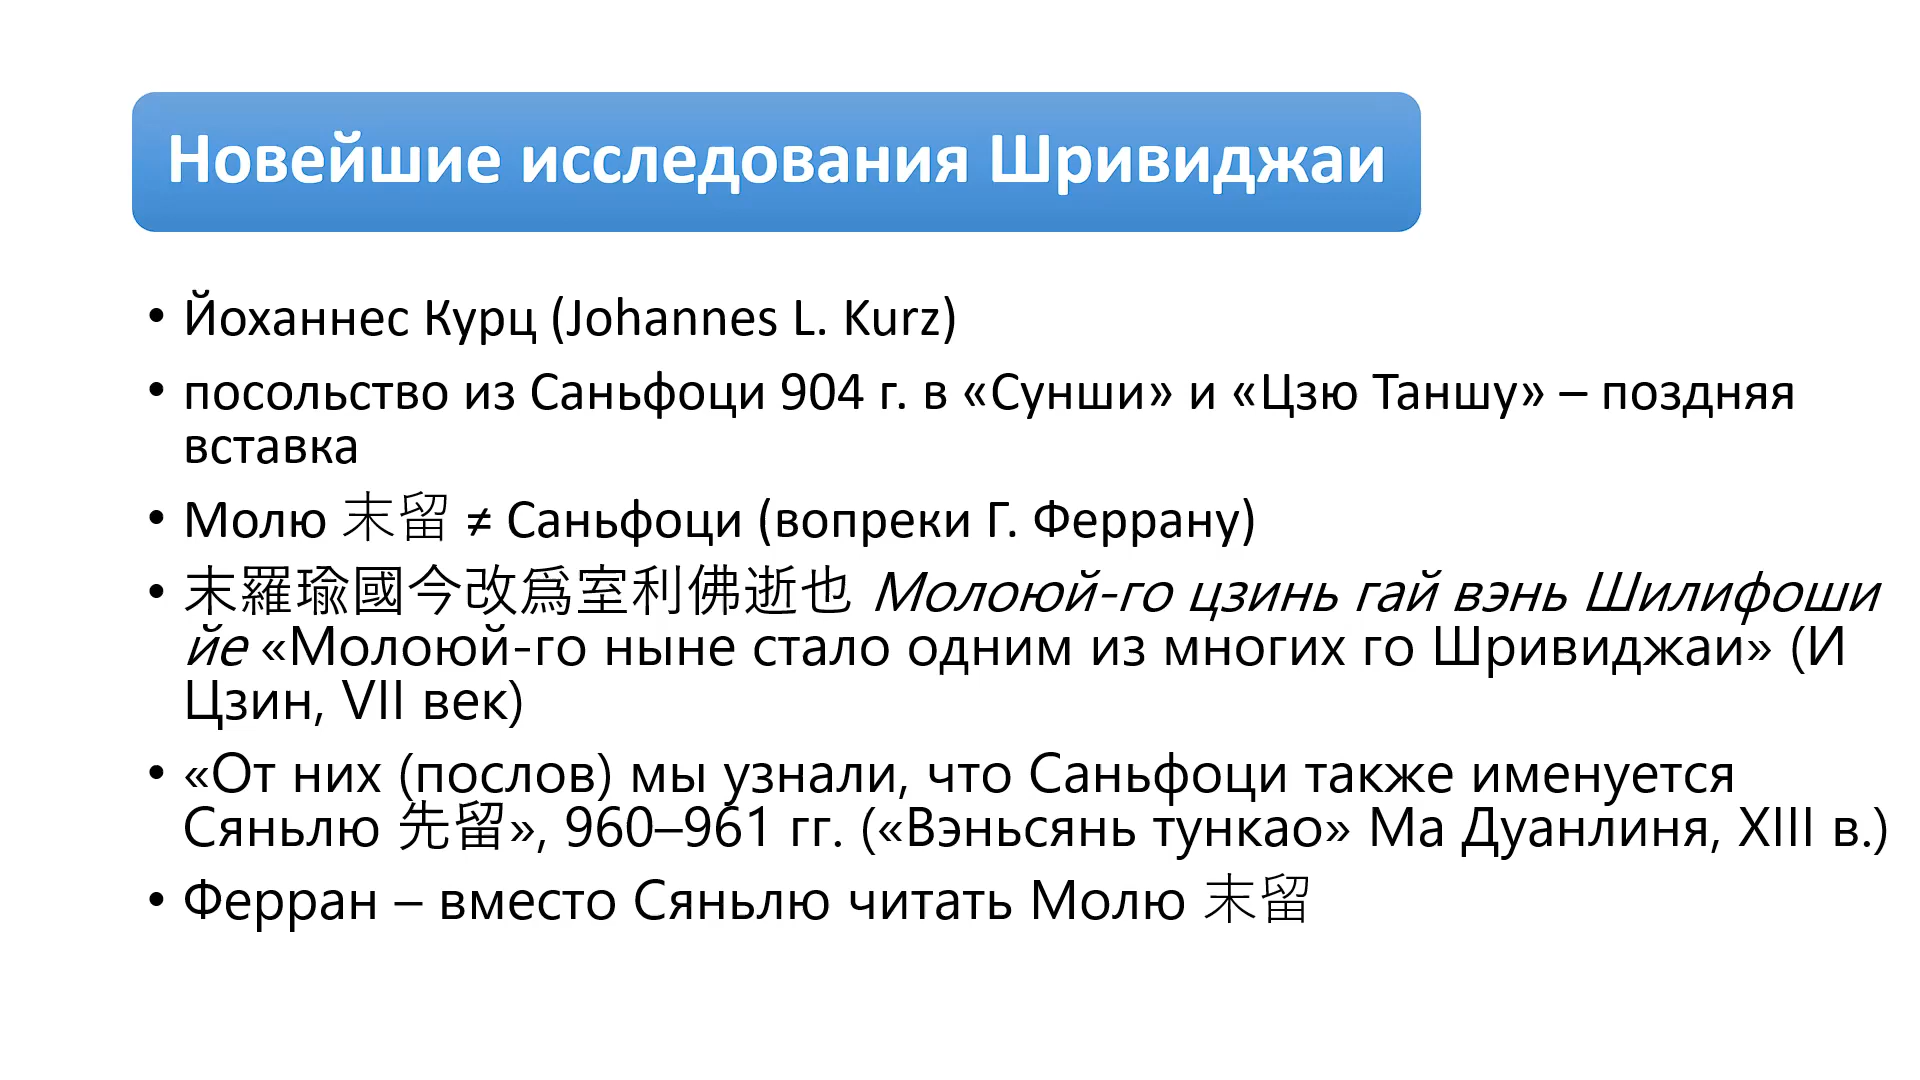 Новейшие исследования Шривиджаи
• Йоханнес Курц (Johannes L. Kurz)
• посольство из Саньфоци 904 г. в «Сунши» и «Цзю Таншу» – поздняя
вставка
• Молю 末留 ≠ Саньфоци (вопреки Г. Феррану)
• 末羅瑜國今改爲室利佛逝也 Молоюй-го цзинь гай вэнь Шилифоши
йе «Молоюй-го ныне стало одним из многих го Шривиджаи» (И
Цзин, VII век)
• «От них (послов) мы узнали, что Саньфоци также именуется
Сяньлю 先留», 960–961 гг. («Вэньсянь тункао» Ма Дуанлиня, XIII в.)
• Ферран – вместо Сяньлю читать Молю 末留